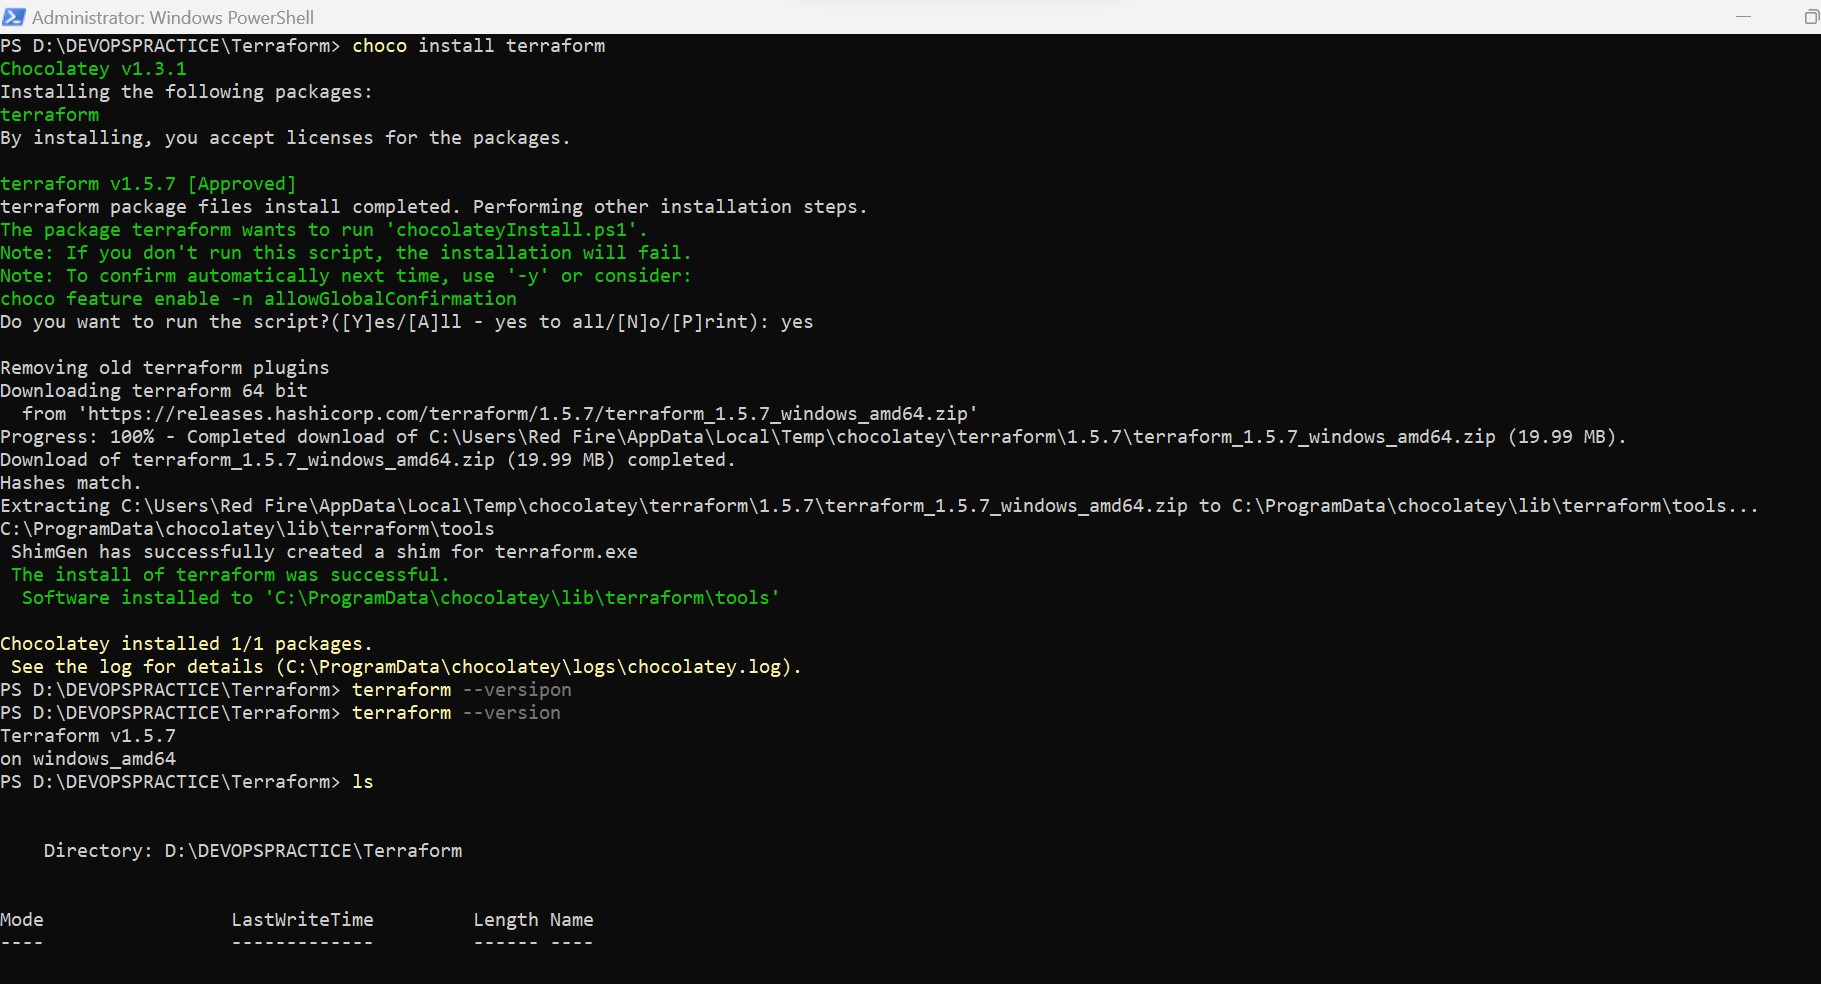 Administrator: Windows PowerShell
PS D:\DEVOPSPRACTICE\Terraform> choco install terraform
Chocolatey v1.3.1
Installing the following packages:
terraform
By installing, you accept licenses for the packages.
terraform v1.5.7 [Approved]
terraform package files install completed. Performing other installation steps.
The package terraform wants to run 'chocolateyInstall.ps1'.
Note: If you don't run this script, the installation will fail.
Note: To confirm automatically next time, use '-y' or consider:
choco feature enable -n allowGlobalConfirmation
Do you want to run the script?([Y]es/[A]ll - yes to all/[N]o/[P]rint): yes
Removing old terraform plugins
Downloading terraform 64 bit
  from 'https://releases.hashicorp.com/terraform/1.5.7/terraform_1.5.7_windows_amd64.zip'
Progress: 100% - Completed download of C:\Users\Red Fire\AppData\Local\Temp\chocolatey\terraform\1.5.7\terraform_1.5.7_windows_amd64.zip (19.99 MB).
Download of terraform_1.5.7_windows_amd64.zip (19.99 MB) completed.
Hashes match.
Extracting C:\Users\Red Fire\AppData\Local\Temp\chocolatey\terraform\1.5.7\terraform_1.5.7_windows_amd64.zip to C:\ProgramData\chocolatey\lib\terraform\tools...
C:\ProgramData\chocolatey\lib\terraform\tools
 ShimGen has successfully created a shim for terraform.exe
 The install of terraform was successful.
  Software installed to 'C:\ProgramData\chocolatey\lib\terraform\tools'
Chocolatey installed 1/1 packages.
 See the log for details (C:\ProgramData\chocolatey\logs\chocolatey.log).
PS D:\DEVOPSPRACTICE\Terraform> terraform --versipon
PS D:\DEVOPSPRACTICE\Terraform> terraform --version
Terraform v1.5.7
on windows_amd64
PS D:\DEVOPSPRACTICE\Terraform> ls
    Directory: D:\DEVOPSPRACTICE\Terraform
Mode                 LastWriteTime         Length Name
----                 -------------         ------ ----